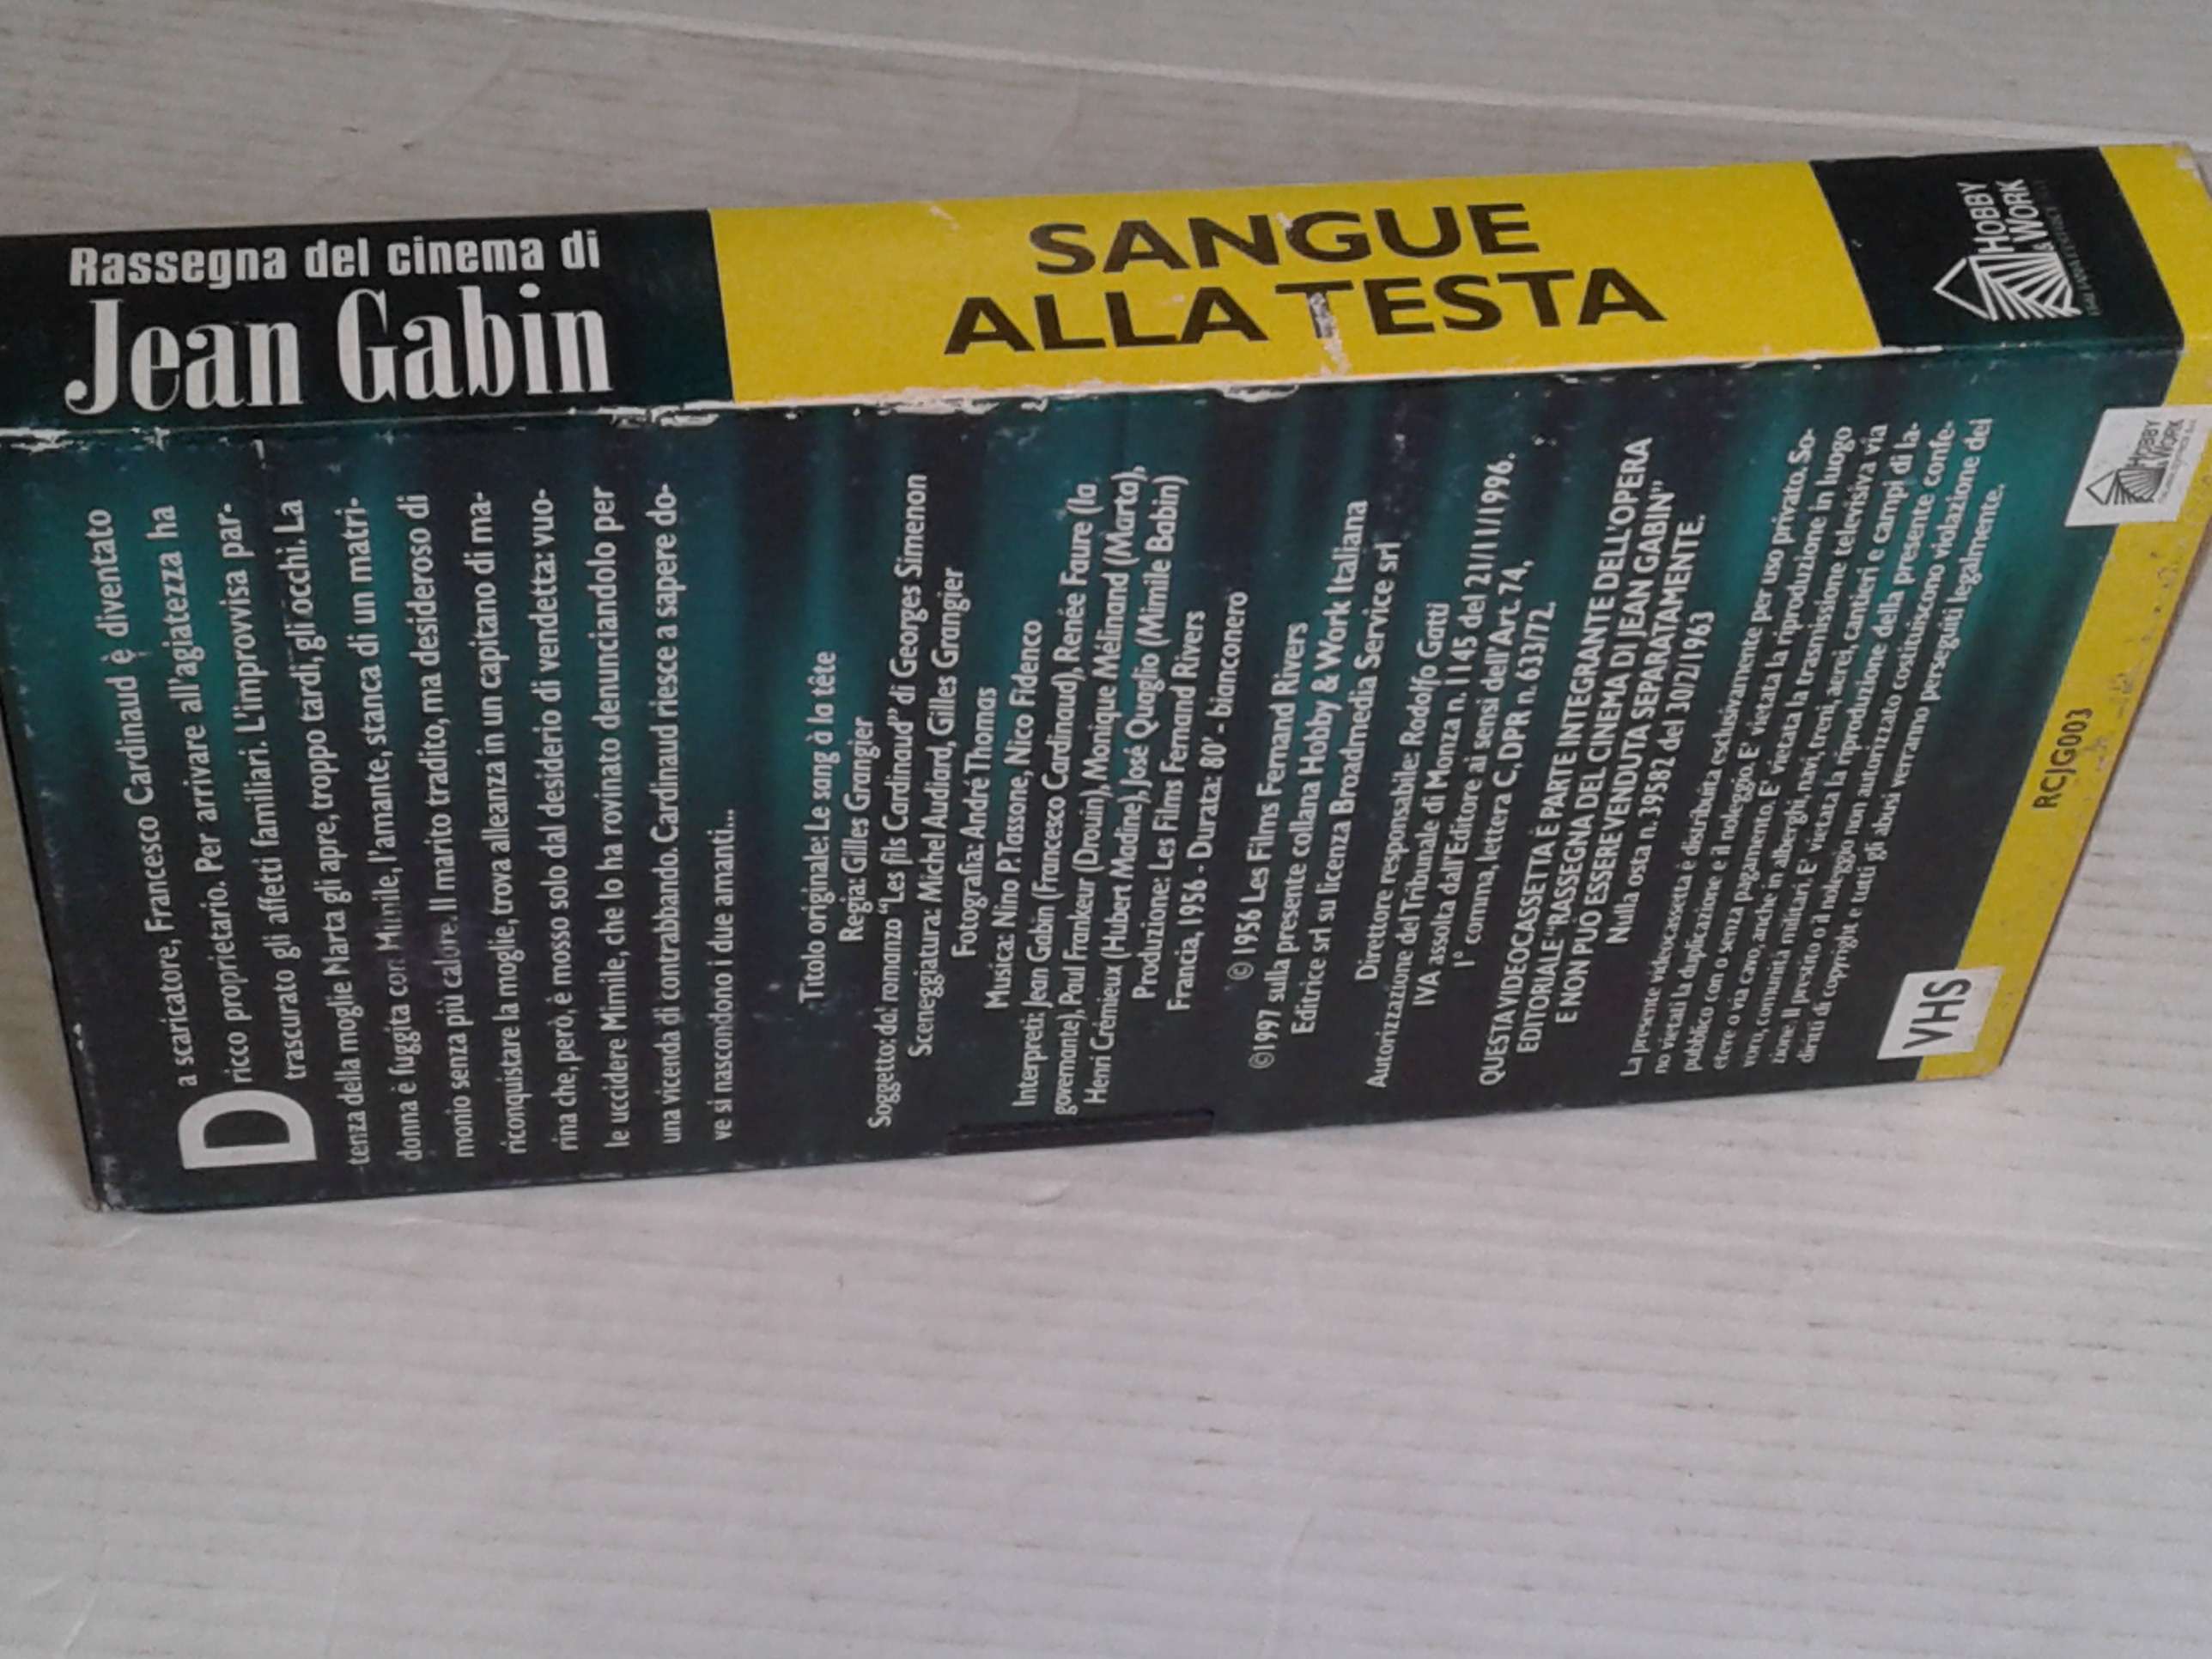 Rassegna del cinema di
Jean Gabin
SANGUE
ALLA TESTA
HOBBY
& WORK
Da scaricatore, Francesco Cardinaud è diventato
ricco proprietario. Per arrivare all'agiatezza ha
trascurato gli affetti familiari. L'improvvisa par-
tenza della moglie Marta gli apre, troppo tardi, gli occhi. La
donna è fuggita con Mimile, l'amante, stanca di un matri-
monio senza più calore. Il marito tradito, ma desideroso di
riconquistare la moglie, trova alleanza in un capitano di ma-
rina che, però, è mosso solo dal desiderio di vendetta: vuo-
le uccidere Mimile, che lo ha rovinato denunciandolo per
una vicenda di contrabbando. Cardinaud riesce a sapere do-
ve si nascondono i due amanti...
Titolo originale: Le sang à la tête
Regia: Gilles Grangier
Soggetto: dal romanzo "Les fils Cardinaud" di Georges Simenon
Sceneggiatura: Michel Audiard, Gilles Grangier
Fotografia: André Thomas
Musica: Nino P. Tassone, Nico Fidenco
Interpreti: Jean Gabin (Francesco Cardinaud), Renée Faure (la
governante), Paul Frankeur (Drouin), Monique Mélinand (Marta),
Henri Crémieux (Hubert Madine), José Quaglio (Mimile Babin)
Produzione: Les Films Fernand Rivers
Francia, 1956 - Durata: 80' - bianconero
© 1956 Les Films Fernand Rivers
©1997 sulla presente collana Hobby & Work Italiana
Editrice srl su licenza Broadmedia Service srl
Direttore responsabile: Rodolfo Gatti
Autorizzazione del Tribunale di Monza n. 1145 del 21/11/1996.
IVA assolta dall'Editore ai sensi dell'Art. 74,
1° comma, lettera C, DPR n. 633/72.
QUESTA VIDEOCASSETTA È PARTE INTEGRANTE DELL'OPERA
EDITORIALE "RASSEGNA DEL CINEMA DI JEAN GABIN"
E NON PUÒ ESSERE VENDUTA SEPARATAMENTE.
Nulla osta n. 39582 del 30/2/1963
La presente videocassetta è distribuita esclusivamente per uso privato. So-
no vietati la duplicazione e il noleggio. E' vietata la riproduzione in luogo
pubblico con o senza pagamento. E' vietata la trasmissione televisiva via
etere o via cavo, anche in alberghi, navi, treni, aerei, cantieri e campi di la-
voro, comunità militari. E' vietata la riproduzione della presente confe-
zione. Il prestito o il noleggio non autorizzato costituiscono violazione dei
diritti di copyright e tutti gli abusi verranno perseguiti legalmente.
VHS
RCJG003
HOBBY
& WORK